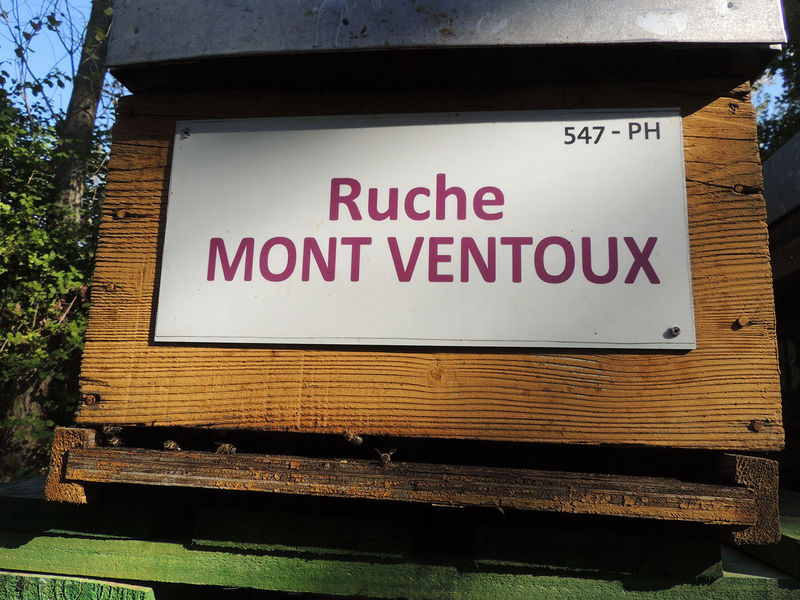 547 - PH
Ruche
MONT VENTOUX